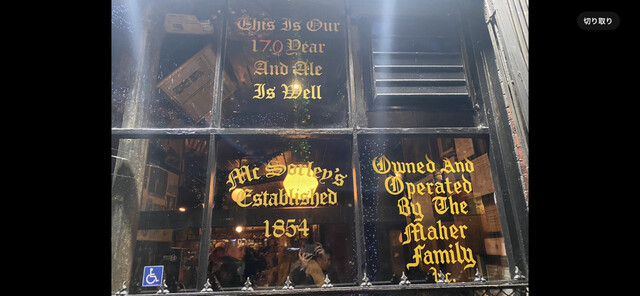 切り取り
This Is Our
170 Year
And Ale
Is Well
Mc Sorley's
Established
1854
Owned And
Operated
By The
Maher
Family
Inc.